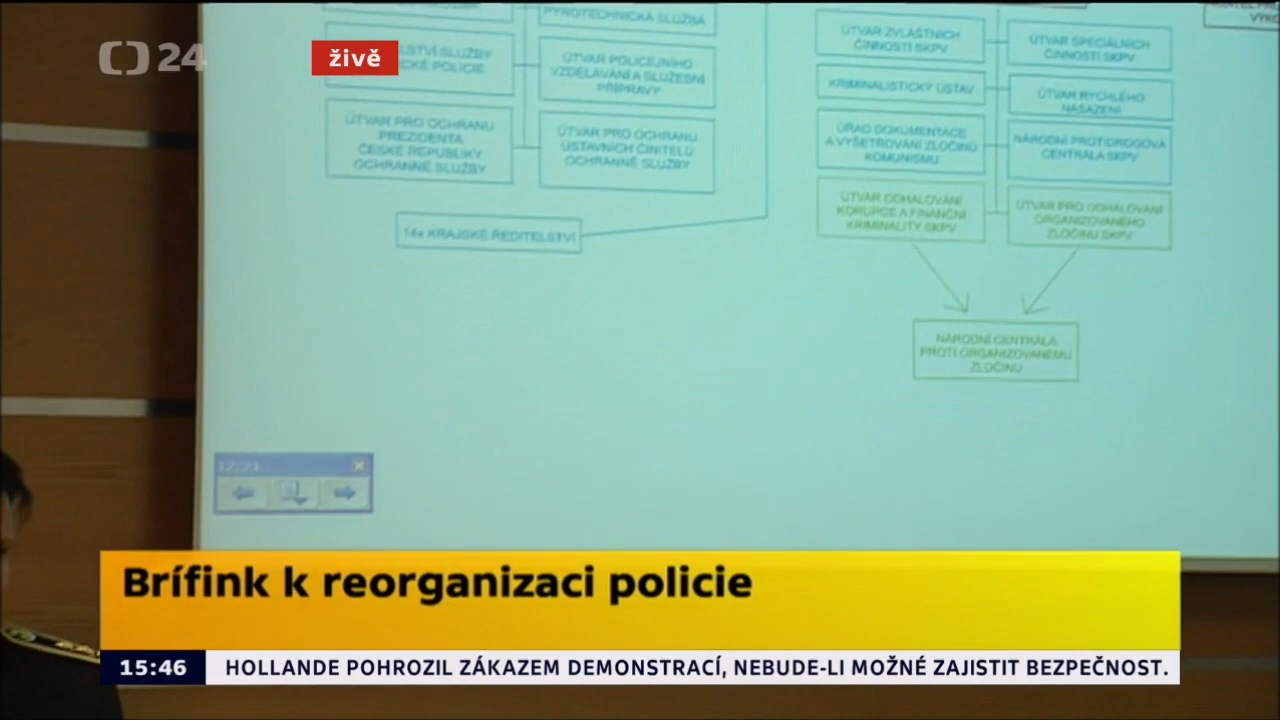 PYROTECHNICKÁ SLUŽBA
ÚTVAR POLICEJNÍHO
VZDĚLÁVÁNÍ A SLUŽEBNÍ
PŘÍPRAVY
ÚTVAR PRO OCHRANU
PREZIDENTA
ČESKÉ REPUBLIKY
OCHRANNÉ SLUŽBY
ÚTVAR PRO OCHRANU
ÚSTAVNÍCH ČINITELŮ
OCHRANNÉ SLUŽBY
14x KRAJSKÉ ŘEDITELSTVÍ
ÚTVAR ZVLÁŠTNÍCH
ČINNOSTÍ SKPV
ÚTVAR SPECIÁLNÍCH
ČINNOSTÍ SKPV
KRIMINALISTICKÝ ÚSTAV
ÚTVAR RYCHLÉHO
NASAZENÍ
ÚŘAD DOKUMENTACE
A VYŠETŘOVÁNÍ ZLOČINŮ
KOMUNISMU
NÁRODNÍ PROTIDROGOVÁ
CENTRÁLA SKPV
ÚTVAR ODHALOVÁNÍ
KORUPCE A FINANČNÍ
KRIMINALITY SKPV
ÚTVAR PRO ODHALOVÁNÍ
ORGANIZOVANÉHO
ZLOČINU SKPV
NÁRODNÍ CENTRÁLA
PROTI ORGANIZOVANÉMU
ZLOČINU
12/21
24
živě
Brífink k reorganizaci policie
15:46 HOLLANDE POHROZIL ZÁKAZEM DEMONSTRACÍ, NEBUDE-LI MOŽNÉ ZAJISTIT BEZPEČNOST.